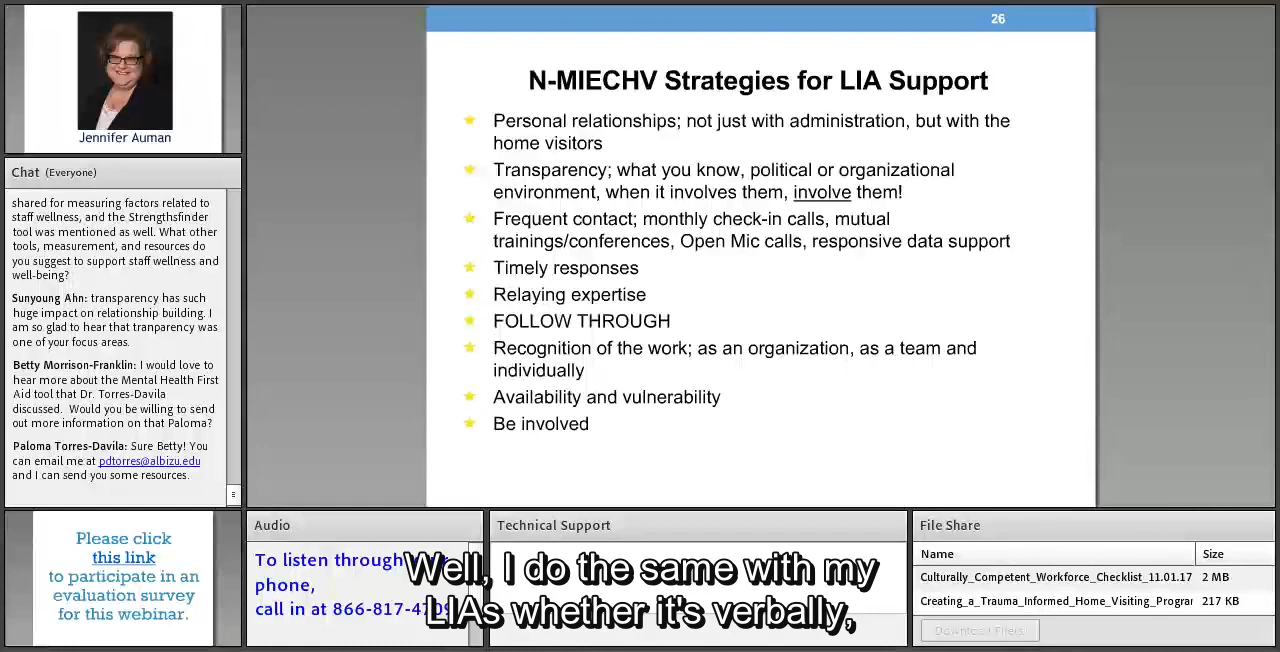 Jennifer Auman
Chat (Everyone)
shared for measuring factors related to
staff wellness, and the Strengthsfinder
tool was mentioned as well. What other
tools, measurement, and resources do
you suggest to support staff wellness and
well-being?
Sunyoung Ahn: transparency has such
huge impact on relationship building. I
am so glad to hear that tranparency was
one of your focus areas.
Betty Morrison-Franklin: I would love to
hear more about the Mental Health First
Aid tool that Dr. Torres-Davila
discussed. Would you be willing to send
out more information on that Paloma?
Paloma Torres-Davila: Sure Betty! You
can email me at pdtorres@albizu.edu
and I can send you some resources.
Please click
this link
to participate in an
evaluation survey
for this webinar.
26
N-MIECHV Strategies for LIA Support
Personal relationships; not just with administration, but with the
home visitors
Transparency; what you know, political or organizational
environment, when it involves them, involve them!
Frequent contact; monthly check-in calls, mutual
trainings/conferences, Open Mic calls, responsive data support
Timely responses
Relaying expertise
FOLLOW THROUGH
Recognition of the work; as an organization, as a team and
individually
Availability and vulnerability
Be involved
Audio
To listen through
phone,
call in at 866-817-4709
Technical Support
File Share
Name Size
Culturally_Competent_Workforce_Checklist_11.01.17 2 MB
Creating_a_Trauma_Informed_Home_Visiting_Prograr 217 KB
Download File(s)
Well, I do the same with my
LIAs whether it's verbally,